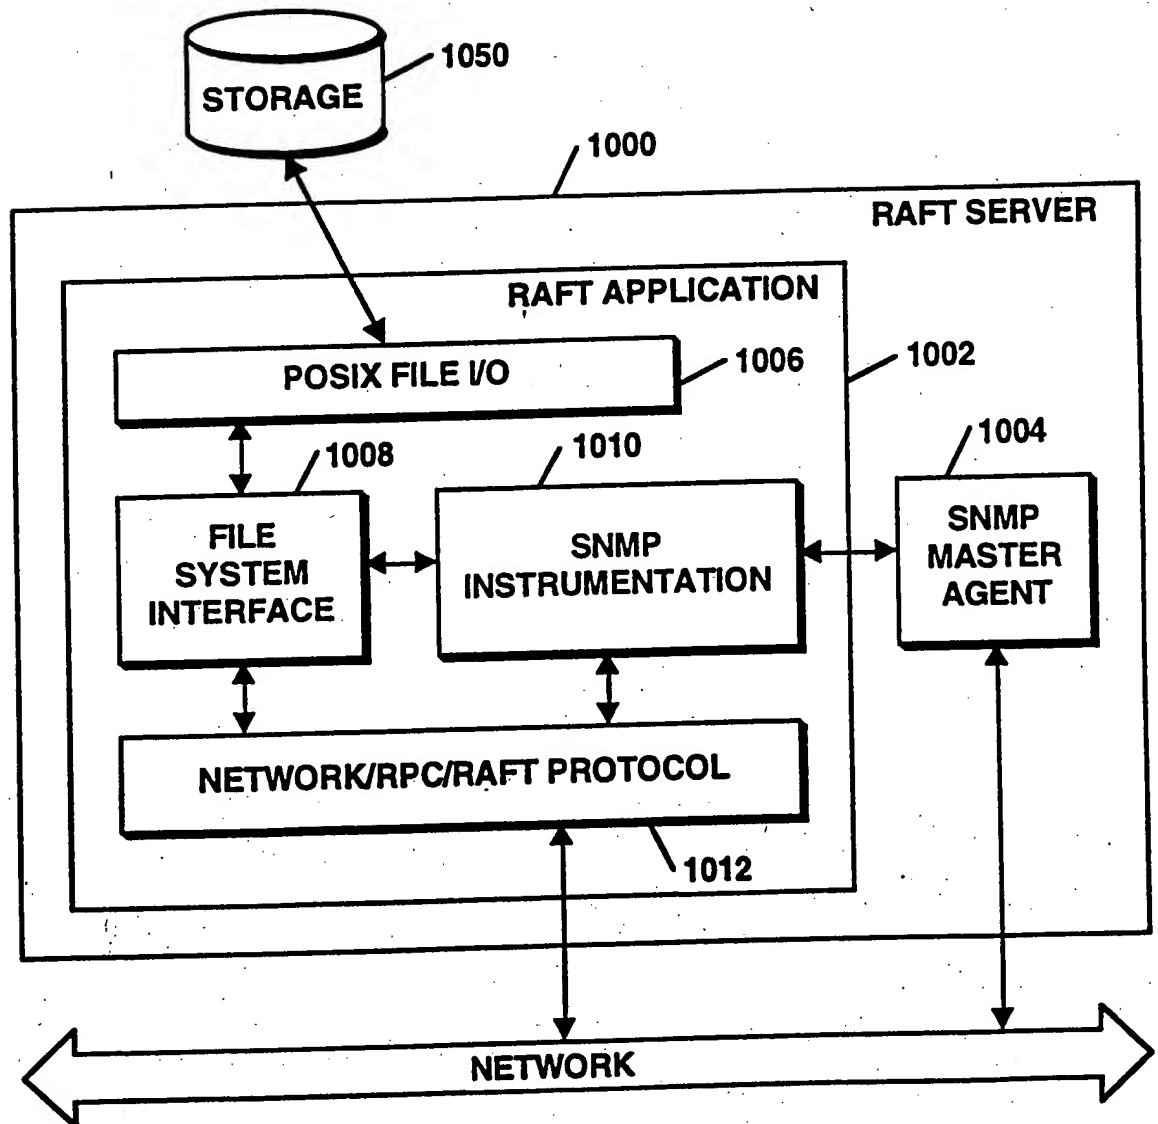 1050
STORAGE
1000
RAFT SERVER
RAFT APPLICATION
POSIX FILE I/O
1006
1002
1008
1010
1004
FILE
SYSTEM
INTERFACE
SNMP
INSTRUMENTATION
SNMP
MASTER
AGENT
NETWORK/RPC/RAFT PROTOCOL
1012
NETWORK